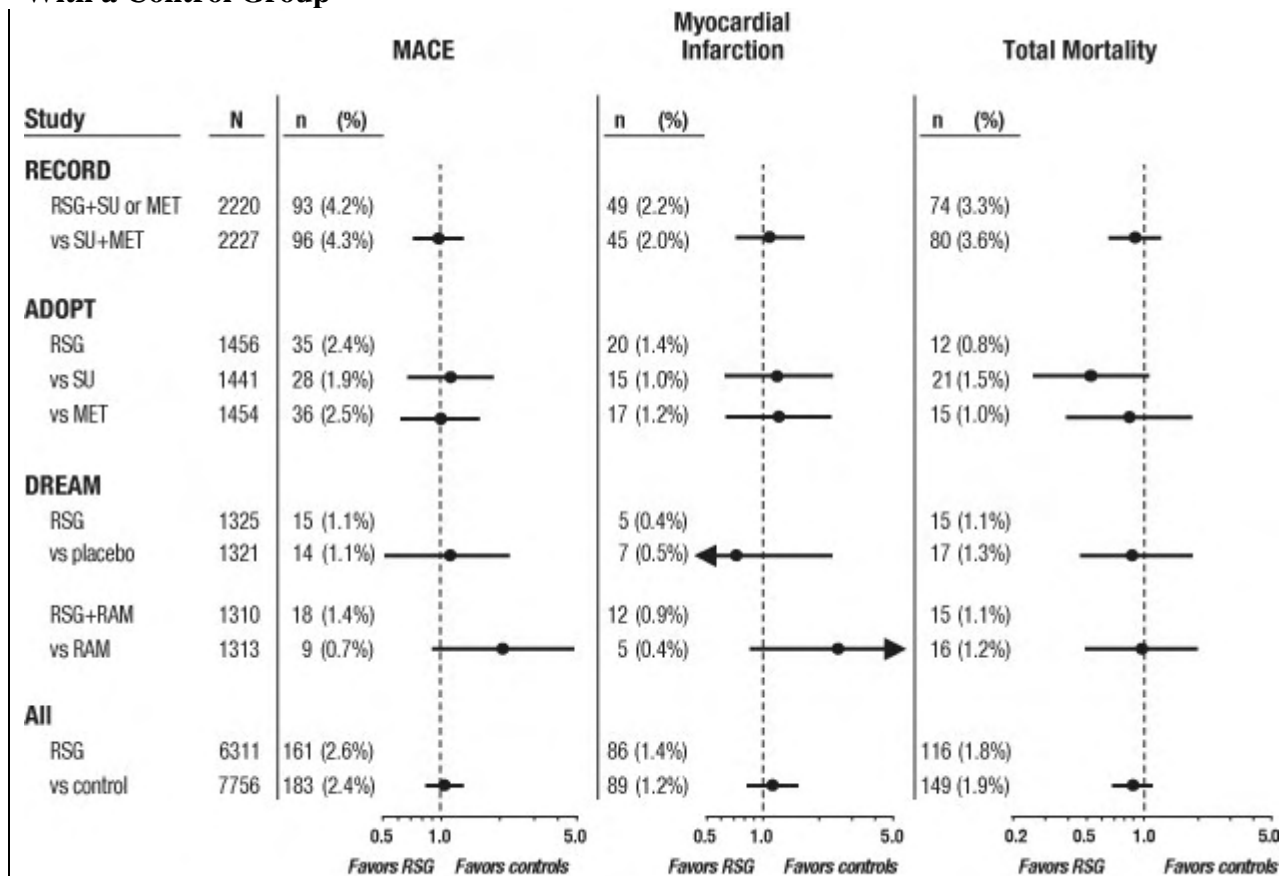 With a Control Group
MACE Myocardial Infarction Total Mortality
Study N n (%) n (%) n (%)
RECORD
RSG+SU or MET 2220 93 (4.2%) 49 (2.2%) 74 (3.3%)
vs SU+MET 2227 96 (4.3%) 45 (2.0%) 80 (3.6%)
ADOPT
RSG 1456 35 (2.4%) 20 (1.4%) 12 (0.8%)
vs SU 1441 28 (1.9%) 15 (1.0%) 21 (1.5%)
vs MET 1454 36 (2.5%) 17 (1.2%) 15 (1.0%)
DREAM
RSG 1325 15 (1.1%) 5 (0.4%) 15 (1.1%)
vs placebo 1321 14 (1.1%) 7 (0.5%) 17 (1.3%)
RSG+RAM 1310 18 (1.4%) 12 (0.9%) 15 (1.1%)
vs RAM 1313 9 (0.7%) 5 (0.4%) 16 (1.2%)
All
RSG 6311 161 (2.6%) 86 (1.4%) 116 (1.8%)
vs control 7756 183 (2.4%) 89 (1.2%) 149 (1.9%)
0.5 1.0 5.0 0.5 1.0 5.0 0.2 0.5 1.0 5.0
Favors RSG Favors controls Favors RSG Favors controls Favors RSG Favors controls